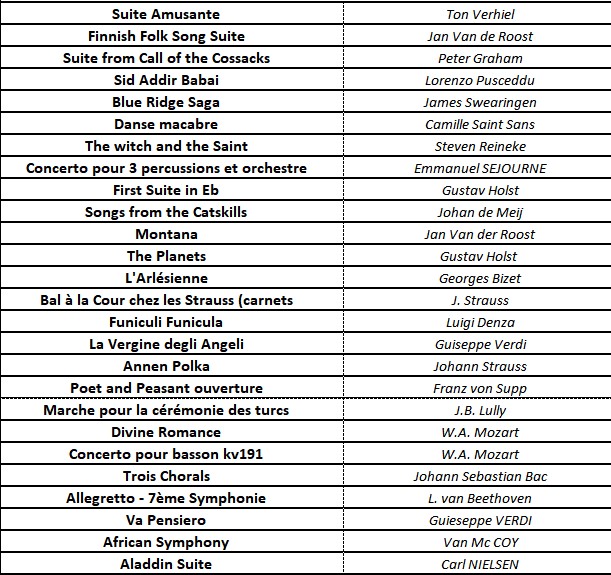 Suite Amusante Ton Verhiel
Finnish Folk Song Suite Jan Van de Roost
Suite from Call of the Cossacks Peter Graham
Sid Addir Babai Lorenzo Pusceddu
Blue Ridge Saga James Swearingen
Danse macabre Camille Saint Sans
The witch and the Saint Steven Reineke
Concerto pour 3 percussions et orchestre Emmanuel SEJOURNE
First Suite in Eb Gustav Holst
Songs from the Catskills Johan de Meij
Montana Jan Van der Roost
The Planets Gustav Holst
L'Arlésienne Georges Bizet
Bal à la Cour chez les Strauss (carnets J. Strauss
Funiculi Funicula Luigi Denza
La Vergine degli Angeli Guiseppe Verdi
Annen Polka Johann Strauss
Poet and Peasant ouverture Franz von Supp
Marche pour la cérémonie des turcs J.B. Lully
Divine Romance W.A. Mozart
Concerto pour basson kv191 W.A. Mozart
Trois Chorals Johann Sebastian Bac
Allegretto - 7ème Symphonie L. van Beethoven
Va Pensiero Guieseppe VERDI
African Symphony Van Mc COY
Aladdin Suite Carl NIELSEN